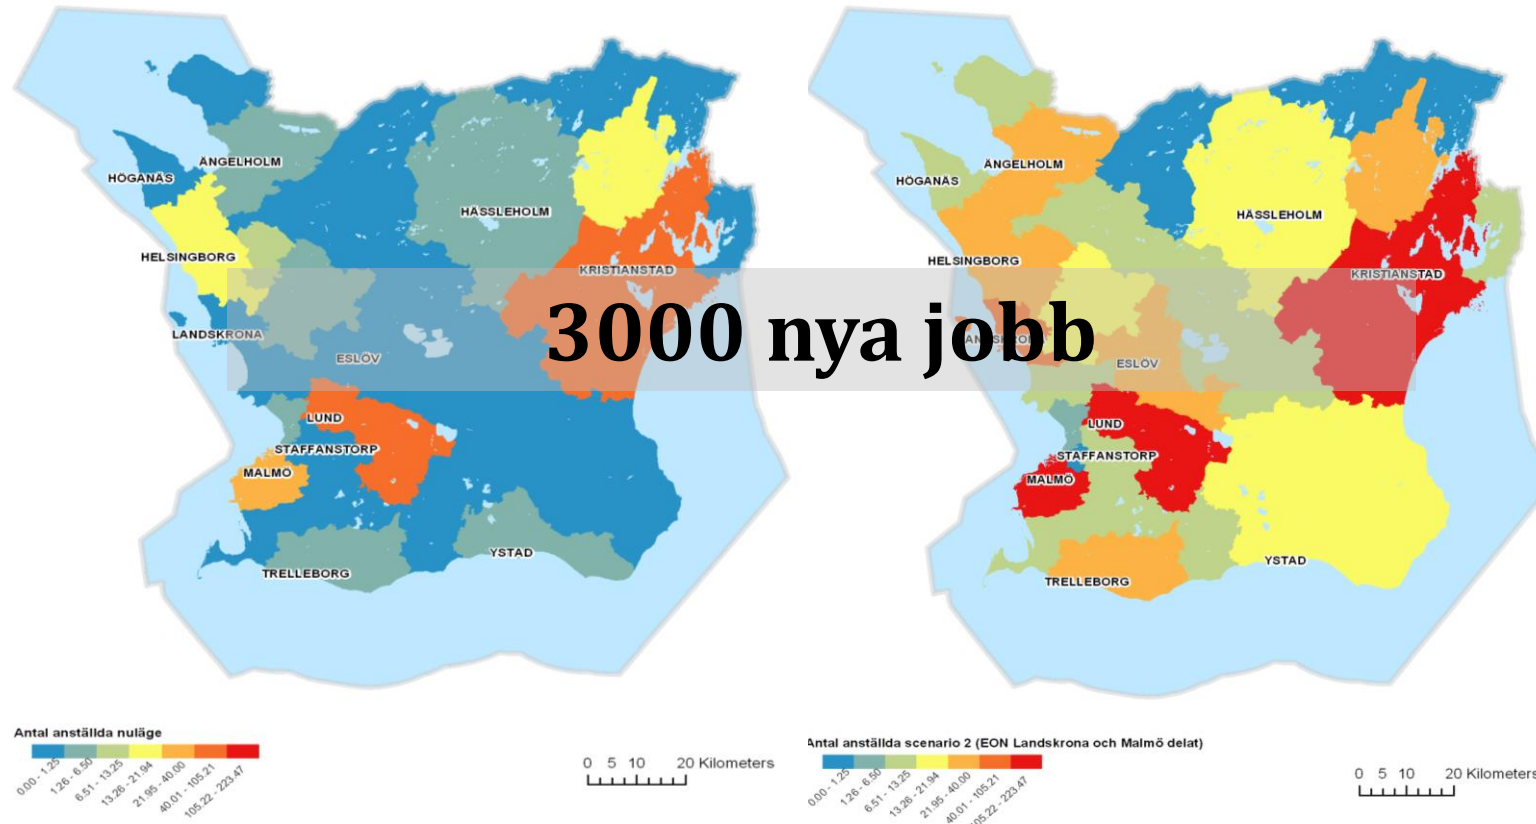 ÄNGELHOLM
HÖGANÄS
HÄSSLEHOLM
HELSINGBORG
KRISTIANSTAD
LANDSKRONA
ESLÖV
LUND
STAFFANSTORP
MALMÖ
YSTAD
TRELLEBORG
3000 nya jobb
ÄNGELHOLM
HÖGANÄS
HÄSSLEHOLM
HELSINGBORG
KRISTIANSTAD
LANDSKRONA
ESLÖV
LUND
STAFFANSTORP
MALMÖ
YSTAD
TRELLEBORG
Antal anställda nuläge
0.00 - 1.25
1.26 - 6.50
6.51 - 13.25
13.26 - 21.94
21.95 - 40.00
40.01 - 105.21
105.22 - 223.47
0 5 10 20 Kilometers
Antal anställda scenario 2 (EON Landskrona och Malmö delat)
0.00 - 1.25
1.26 - 6.50
6.51 - 13.25
13.26 - 21.94
21.95 - 40.00
40.01 - 105.21
105.22 - 223.47
0 5 10 20 Kilometers